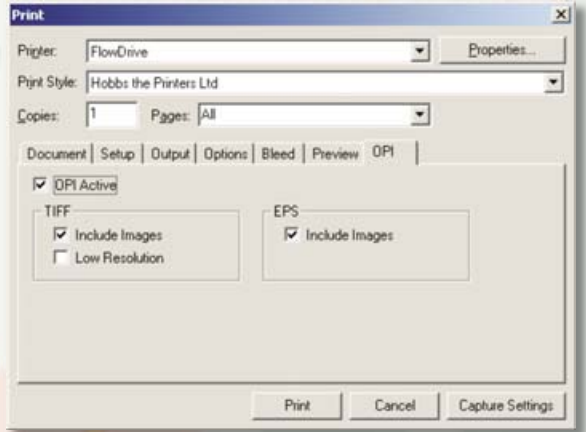 Print
Printer: FlowDrive Properties...
Print Style: Hobbs the Printers Ltd
Copies: 1 Pages: All
Document Setup Output Options Bleed Preview OPI
OPI Active
TIFF EPS
Include Images Include Images
Low Resolution
Print Cancel Capture Settings